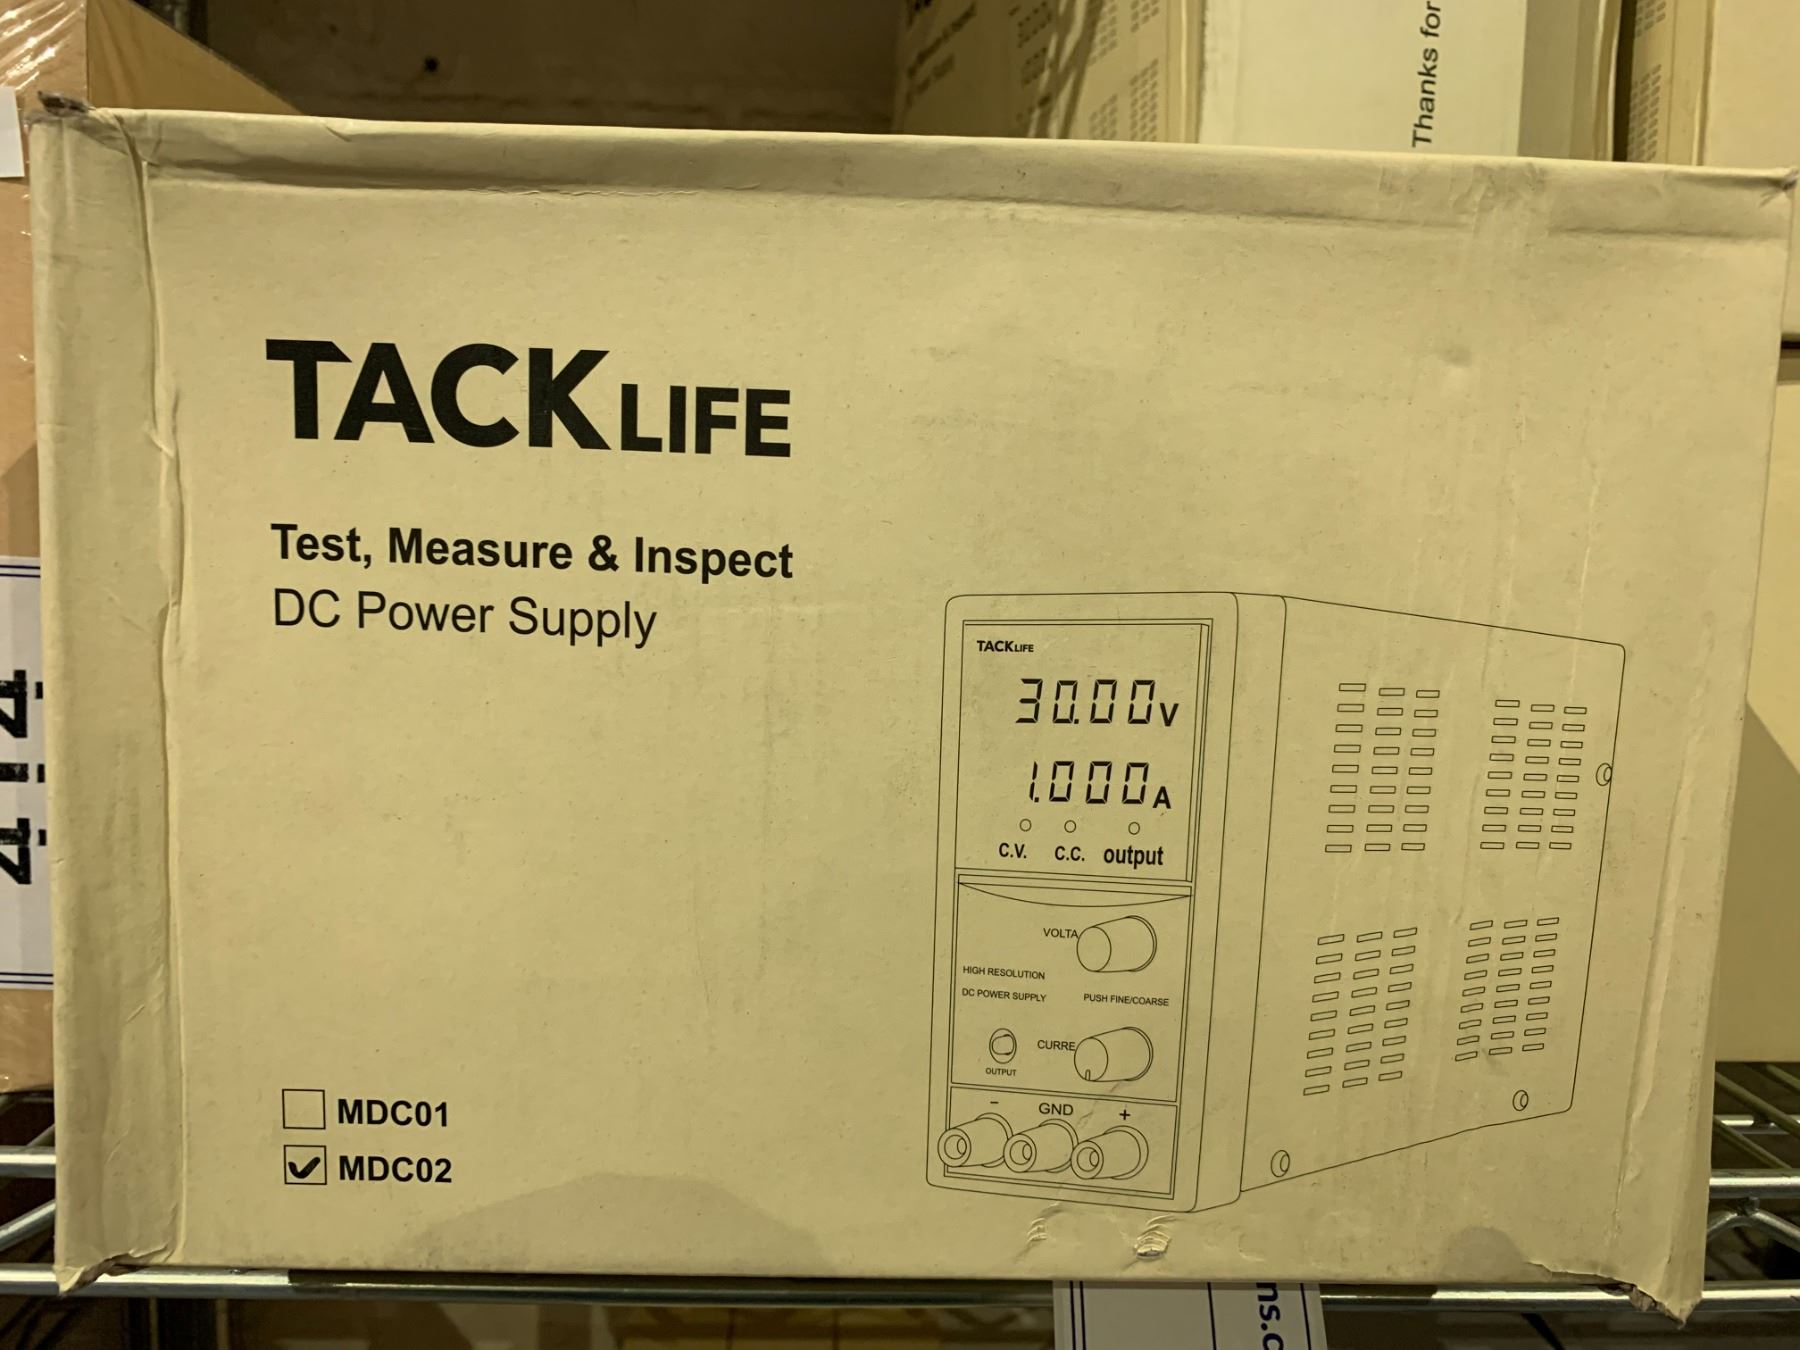 Thanks for
TACKLIFE
Test, Measure & Inspect
DC Power Supply
TACKLIFE
30.00V
1.000A
C.V. C.C. output
VOLTA
HIGH RESOLUTION
DC POWER SUPPLY PUSH FINE/COARSE
CURRE
OUTPUT
- GND +
MDC01
MDC02
ns.c